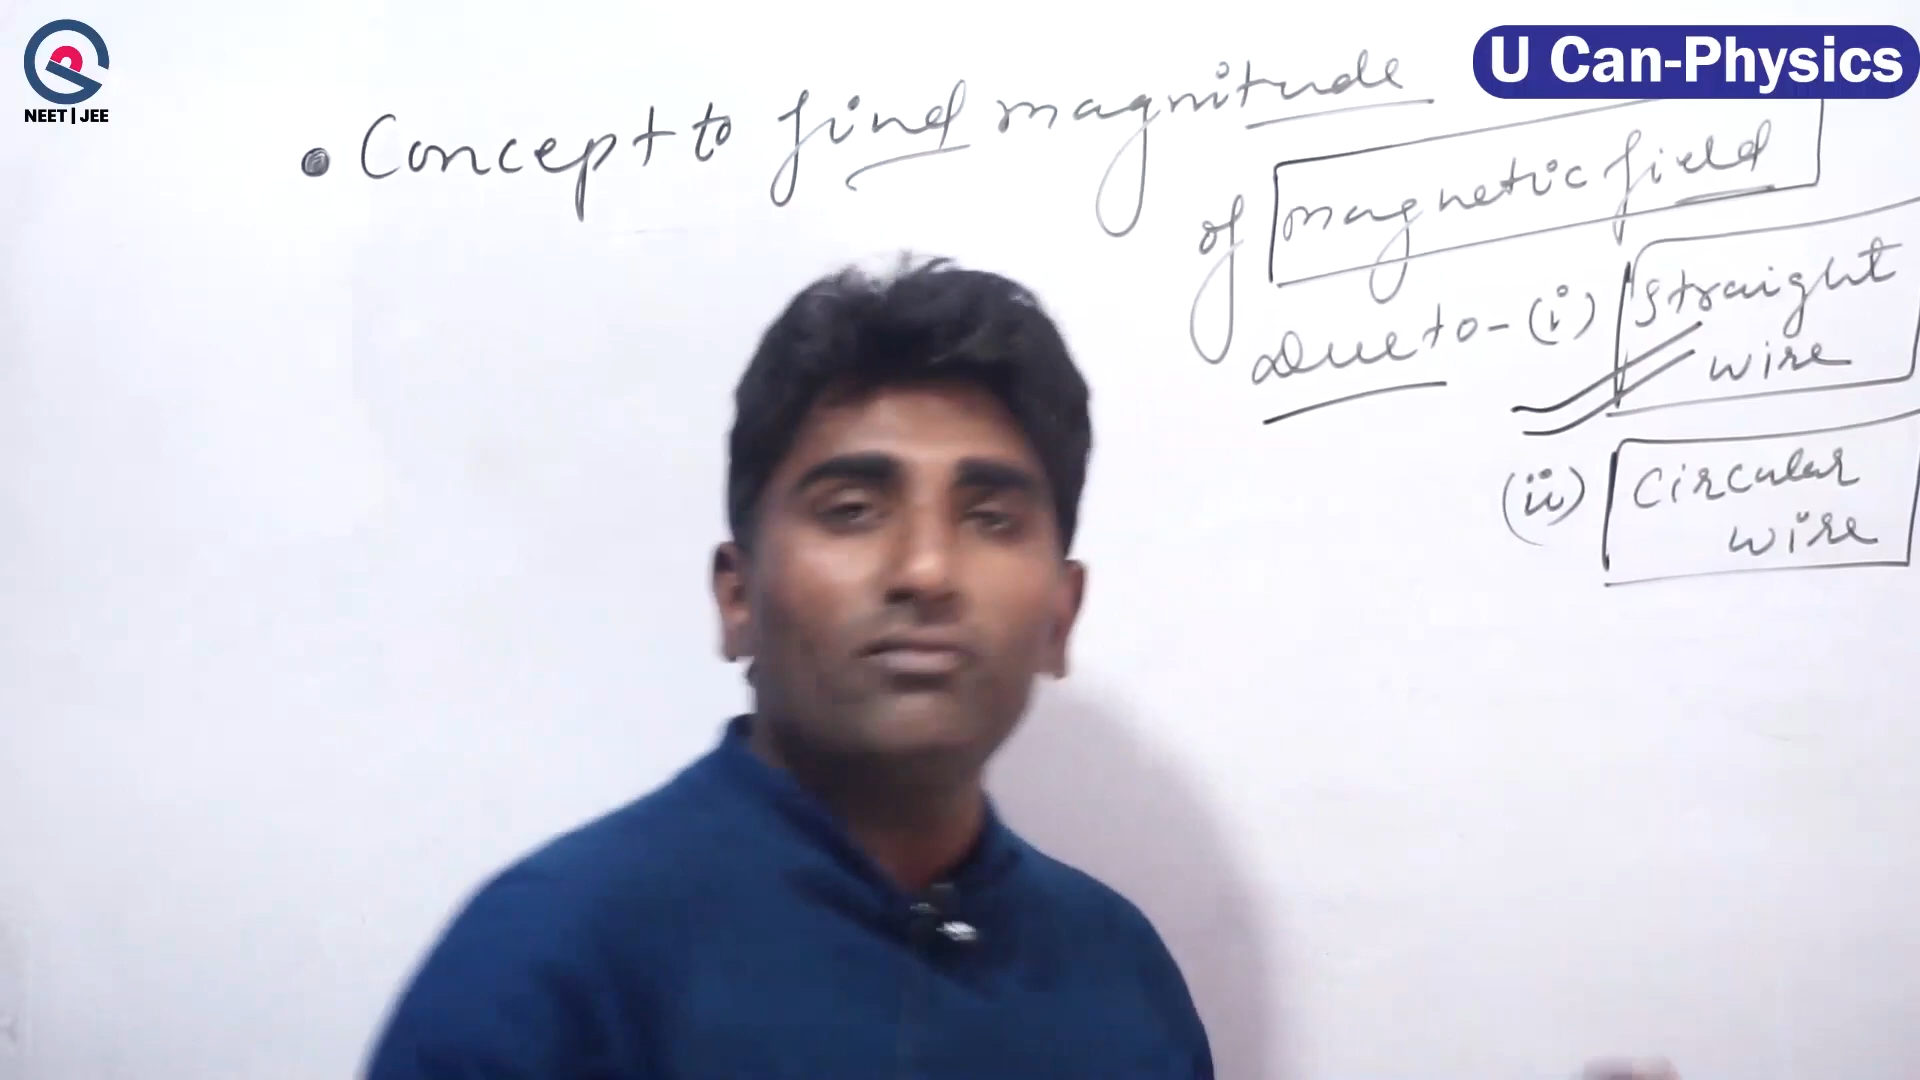 NEET|JEE
U Can-Physics
• Concept to find magnitude
of magnetic field
Due to - (i) straight
wire
(ii) circular
wire